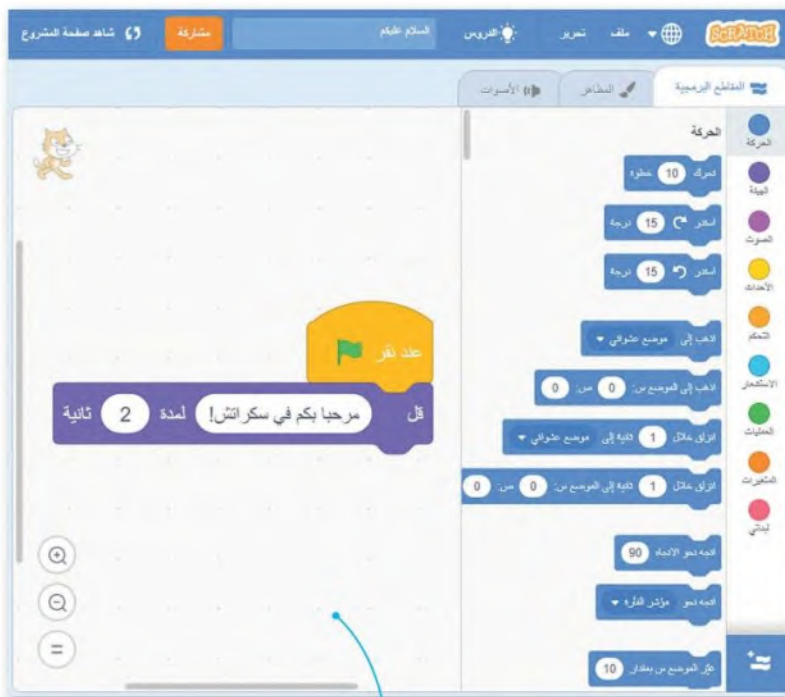 SCRATCH ملف تحرير الدروس السلام عليكم مشاركة شاهد صفحة المشروع
المقاطع البرمجية المظاهر الأصوات
الحركة
الهيئة
الصوت
الأحداث
التحكم
الاستشعار
العمليات
المتغيرات
لبناتي
الحركة
تحرك 10 خطوة
استدر 15 درجة
استدر 15 درجة
اذهب إلى موضع عشوائي
اذهب إلى الموضع س: 0 ص: 0
انزلق خلال 1 ثانية إلى موضع عشوائي
انزلق خلال 1 ثانية إلى الموضع س: 0 ص: 0
اتجه نحو الاتجاه 90
اتجه نحو مؤشر الفأرة
غيّر الموضع س بمقدار 10
عند نقر
قل مرحبا بكم في سكراتش! لمدة 2 ثانية